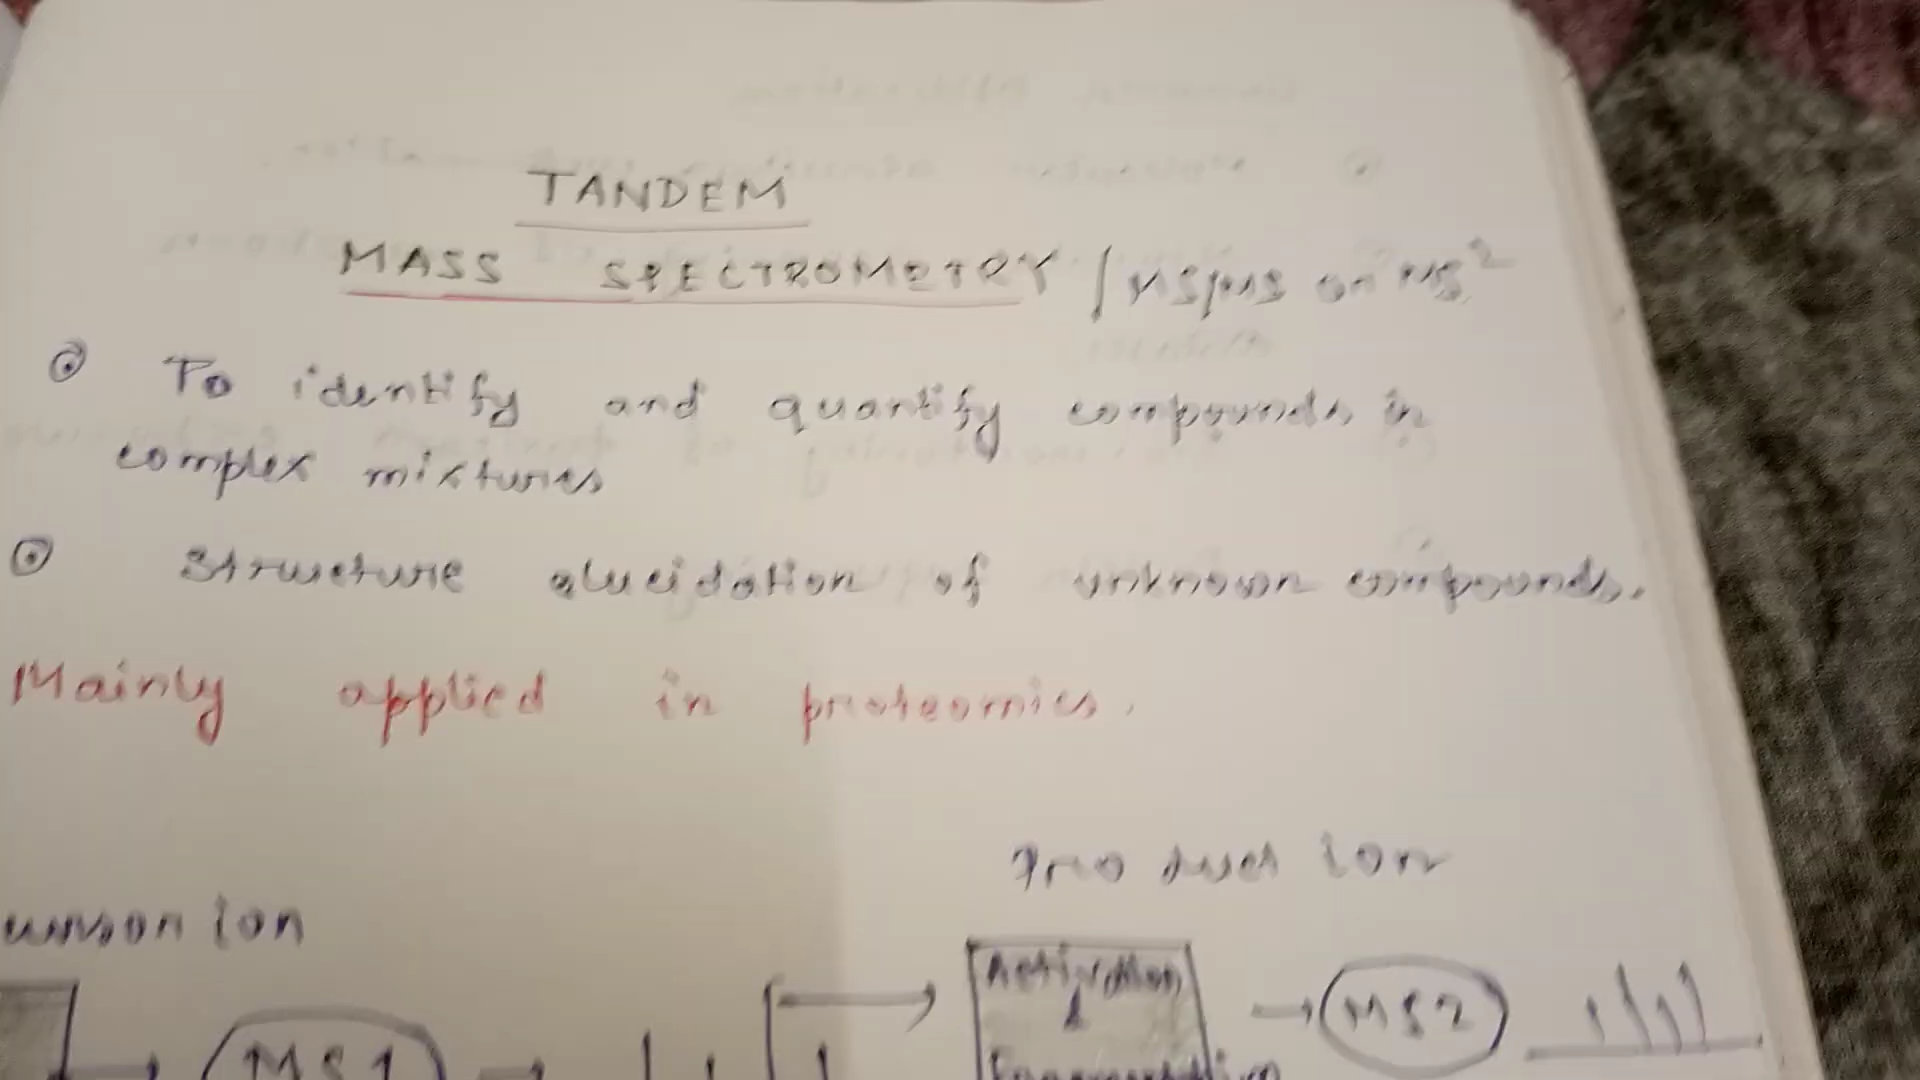 TANDEM
MASS SPECTROMETRY / MS/MS or MS²
To identify and quantify compounds in
complex mixtures
Structure elucidation of unknown compounds.
Mainly applied in proteomics.
Product ion
ion
Activation
&
MS2
MS1
Fragmentation